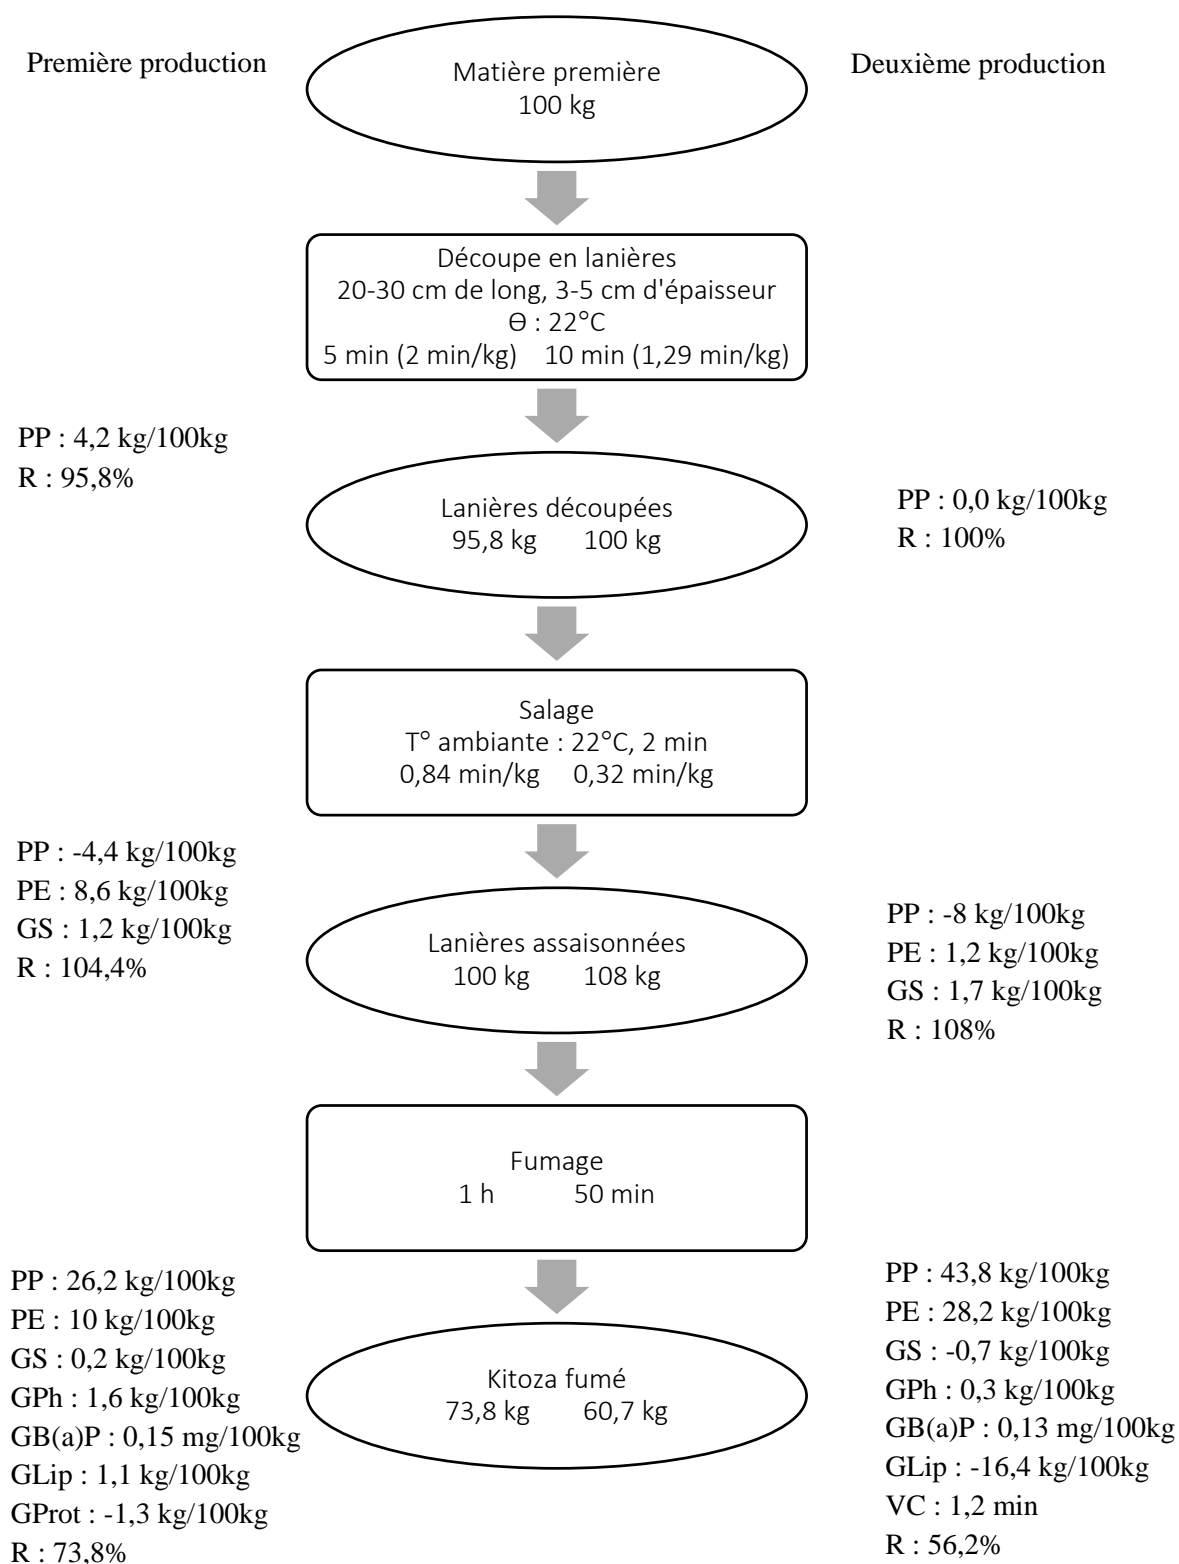 Première production
Deuxième production
Matière première
100 kg
Découpe en lanières
20-30 cm de long, 3-5 cm d'épaisseur
Ɵ : 22°C
5 min (2 min/kg) 10 min (1,29 min/kg)
PP : 4,2 kg/100kg
R : 95,8%
Lanières découpées
95,8 kg 100 kg
PP : 0,0 kg/100kg
R : 100%
Salage
T° ambiante : 22°C, 2 min
0,84 min/kg 0,32 min/kg
PP : -4,4 kg/100kg
PE : 8,6 kg/100kg
GS : 1,2 kg/100kg
R : 104,4%
Lanières assaisonnées
100 kg 108 kg
PP : -8 kg/100kg
PE : 1,2 kg/100kg
GS : 1,7 kg/100kg
R : 108%
Fumage
1 h 50 min
PP : 26,2 kg/100kg
PE : 10 kg/100kg
GS : 0,2 kg/100kg
GPh : 1,6 kg/100kg
GB(a)P : 0,15 mg/100kg
GLip : 1,1 kg/100kg
GProt : -1,3 kg/100kg
R : 73,8%
Kitoza fumé
73,8 kg 60,7 kg
PP : 43,8 kg/100kg
PE : 28,2 kg/100kg
GS : -0,7 kg/100kg
GPh : 0,3 kg/100kg
GB(a)P : 0,13 mg/100kg
GLip : -16,4 kg/100kg
VC : 1,2 min
R : 56,2%